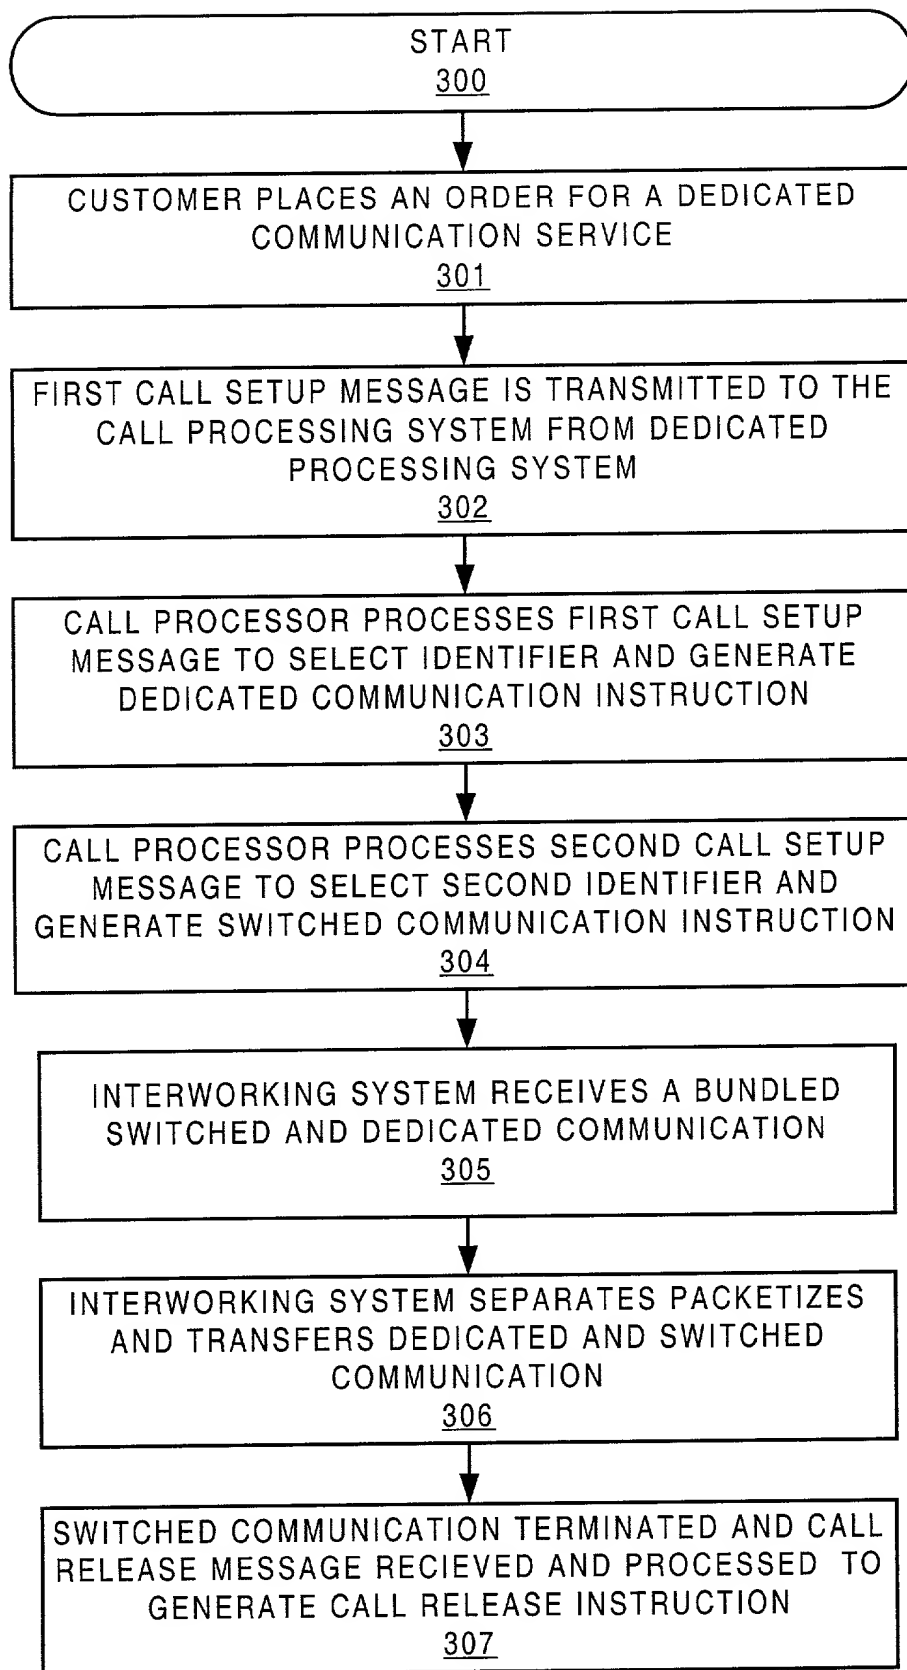 START
300
CUSTOMER PLACES AN ORDER FOR A DEDICATED
COMMUNICATION SERVICE
301
FIRST CALL SETUP MESSAGE IS TRANSMITTED TO THE
CALL PROCESSING SYSTEM FROM DEDICATED
PROCESSING SYSTEM
302
CALL PROCESSOR PROCESSES FIRST CALL SETUP
MESSAGE TO SELECT IDENTIFIER AND GENERATE
DEDICATED COMMUNICATION INSTRUCTION
303
CALL PROCESSOR PROCESSES SECOND CALL SETUP
MESSAGE TO SELECT SECOND IDENTIFIER AND
GENERATE SWITCHED COMMUNICATION INSTRUCTION
304
INTERWORKING SYSTEM RECEIVES A BUNDLED
SWITCHED AND DEDICATED COMMUNICATION
305
INTERWORKING SYSTEM SEPARATES PACKETIZES
AND TRANSFERS DEDICATED AND SWITCHED
COMMUNICATION
306
SWITCHED COMMUNICATION TERMINATED AND CALL
RELEASE MESSAGE RECIEVED AND PROCESSED TO
GENERATE CALL RELEASE INSTRUCTION
307